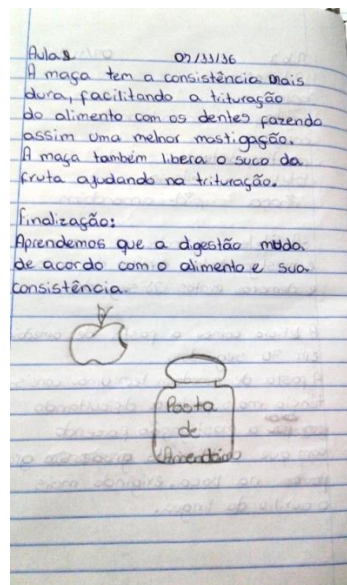 Aula 8 07/11/16
A maça tem a consistência mais
dura, facilitando a trituração
do alimento com os dentes fazendo
assim uma melhor mastigação.
A maça também libera o suco da
fruta ajudando na trituração.
Finalização:
Aprendemos que a digestão muda
de acordo com o alimento e sua
consistência.
Pasta
de
Amendoim